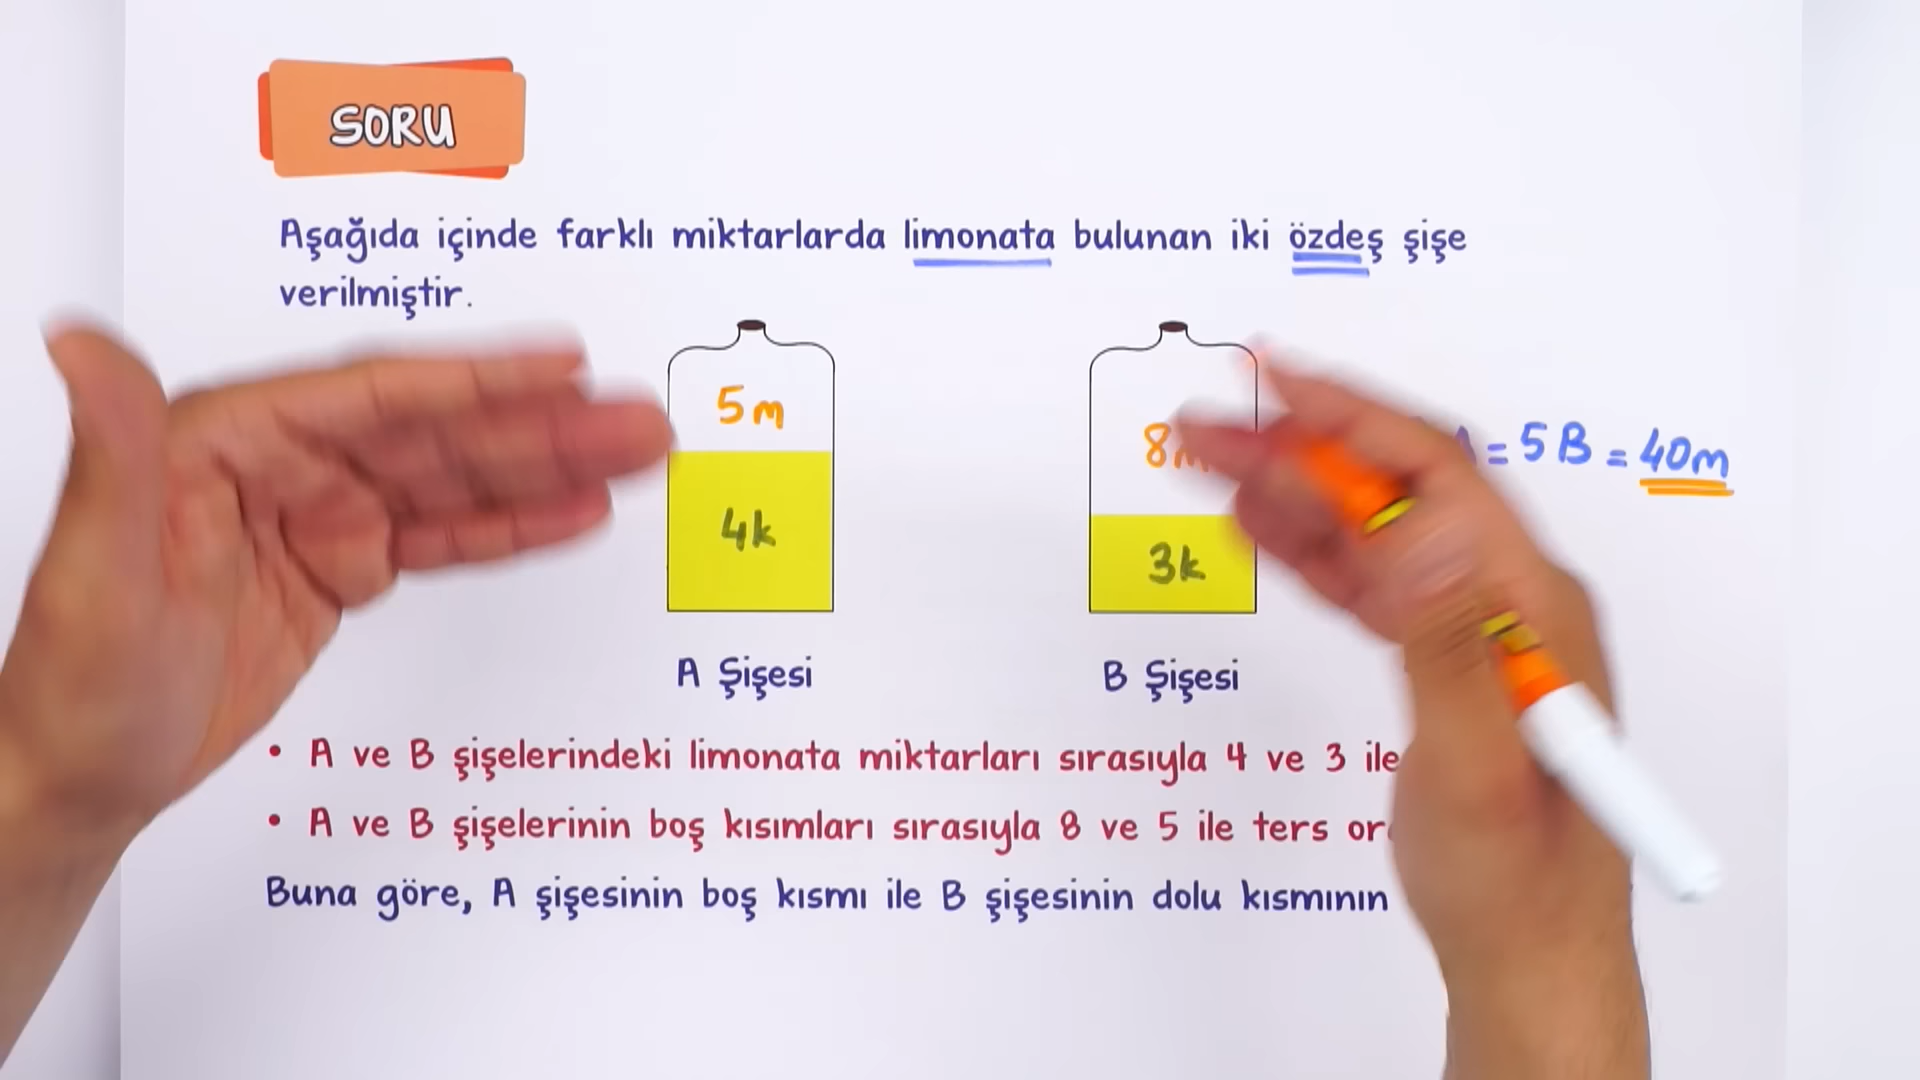 SORU
Aşağıda içinde farklı miktarlarda limonata bulunan iki özdeş şişe
verilmiştir.
5m
8m
= 5B = 40m
4k
3k
A Şişesi
B Şişesi
• A ve B şişelerindeki limonata miktarları sırasıyla 4 ve 3 ile
• A ve B şişelerinin boş kısımları sırasıyla 8 ve 5 ile ters
Buna göre, A şişesinin boş kısmı ile B şişesinin dolu kısmının